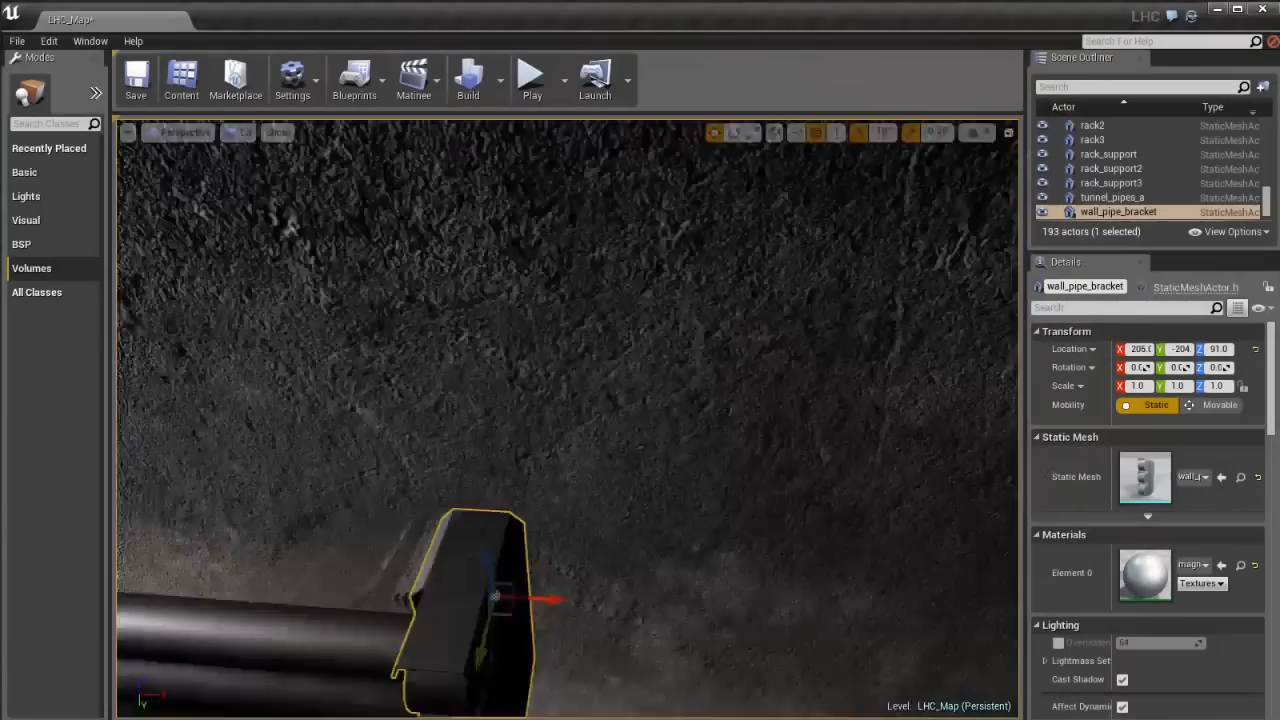 LHC_Map*
LHC
File Edit Window Help
Search For Help
Modes
Save Content Marketplace Settings Blueprints Matinee Build Play Launch
Search Classes
Recently Placed
Basic
Lights
Visual
BSP
Volumes
All Classes
Perspective Lit Show
Level: LHC_Map (Persistent)
Scene Outliner
Search
Actor Type
rack2 StaticMeshAc
rack3 StaticMeshAc
rack_support StaticMeshAc
rack_support2 StaticMeshAc
rack_support3 StaticMeshAc
tunnel_pipes_a StaticMeshAc
wall_pipe_bracket StaticMeshAc
193 actors (1 selected) View Options
Details
wall_pipe_bracket StaticMeshActor.h
Search
Transform
Location X 205.0 Y -204. Z 91.0
Rotation X 0.0 Y 0.0 Z 0.0
Scale X 1.0 Y 1.0 Z 1.0
Mobility Static Movable
Static Mesh
Static Mesh wall_p
Materials
Element 0 magn
Textures
Lighting
Overridden 64
Lightmass Set
Cast Shadow
Affect Dynami